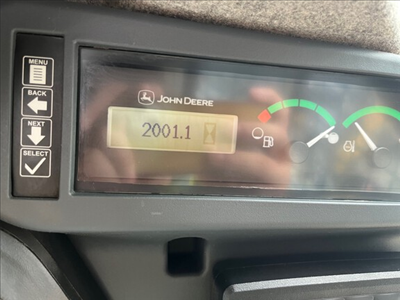 MENU
BACK
NEXT
SELECT
JOHN DEERE
2001.1